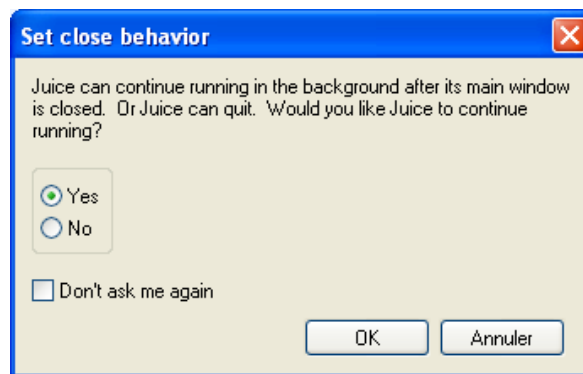 Set close behavior
Juice can continue running in the background after its main window
is closed.  Or Juice can quit.  Would you like Juice to continue
running?
Yes
No
Don't ask me again
OK
Annuler